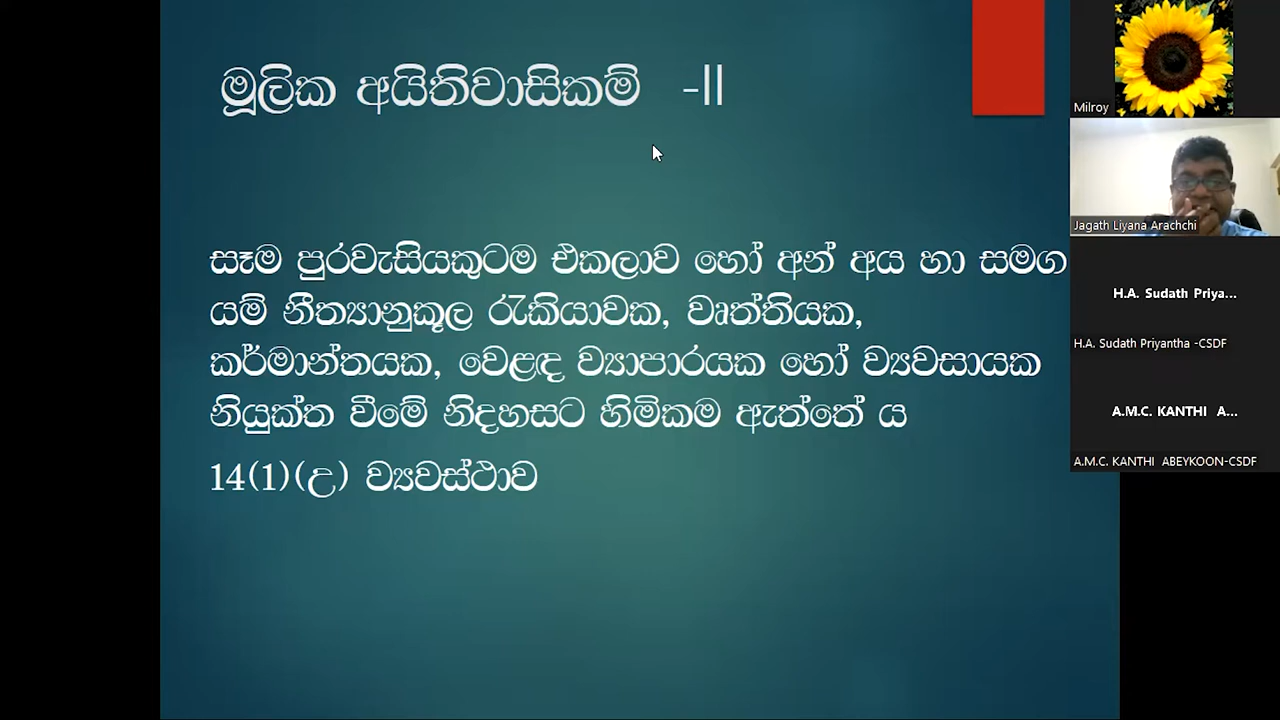 මූලික අයිතිවාසිකම් -II
සෑම පුරවැසියකුටම එකලාව හෝ අන් අය හා සමග
යම් නීත්‍යානුකූල රැකියාවක, වෘත්තියක,
කර්මාන්තයක, වෙළඳ ව්‍යාපාරයක හෝ ව්‍යවසායක
නියුක්ත වීමේ නිදහසට හිමිකම ඇත්තේ ය
14(1)(උ) ව්‍යවස්ථාව
Milroy
Jagath Liyana Arachchi
H.A. Sudath Priya...
H.A. Sudath Priyantha -CSDF
A.M.C. KANTHI A...
A.M.C. KANTHI ABEYKOON-CSDF